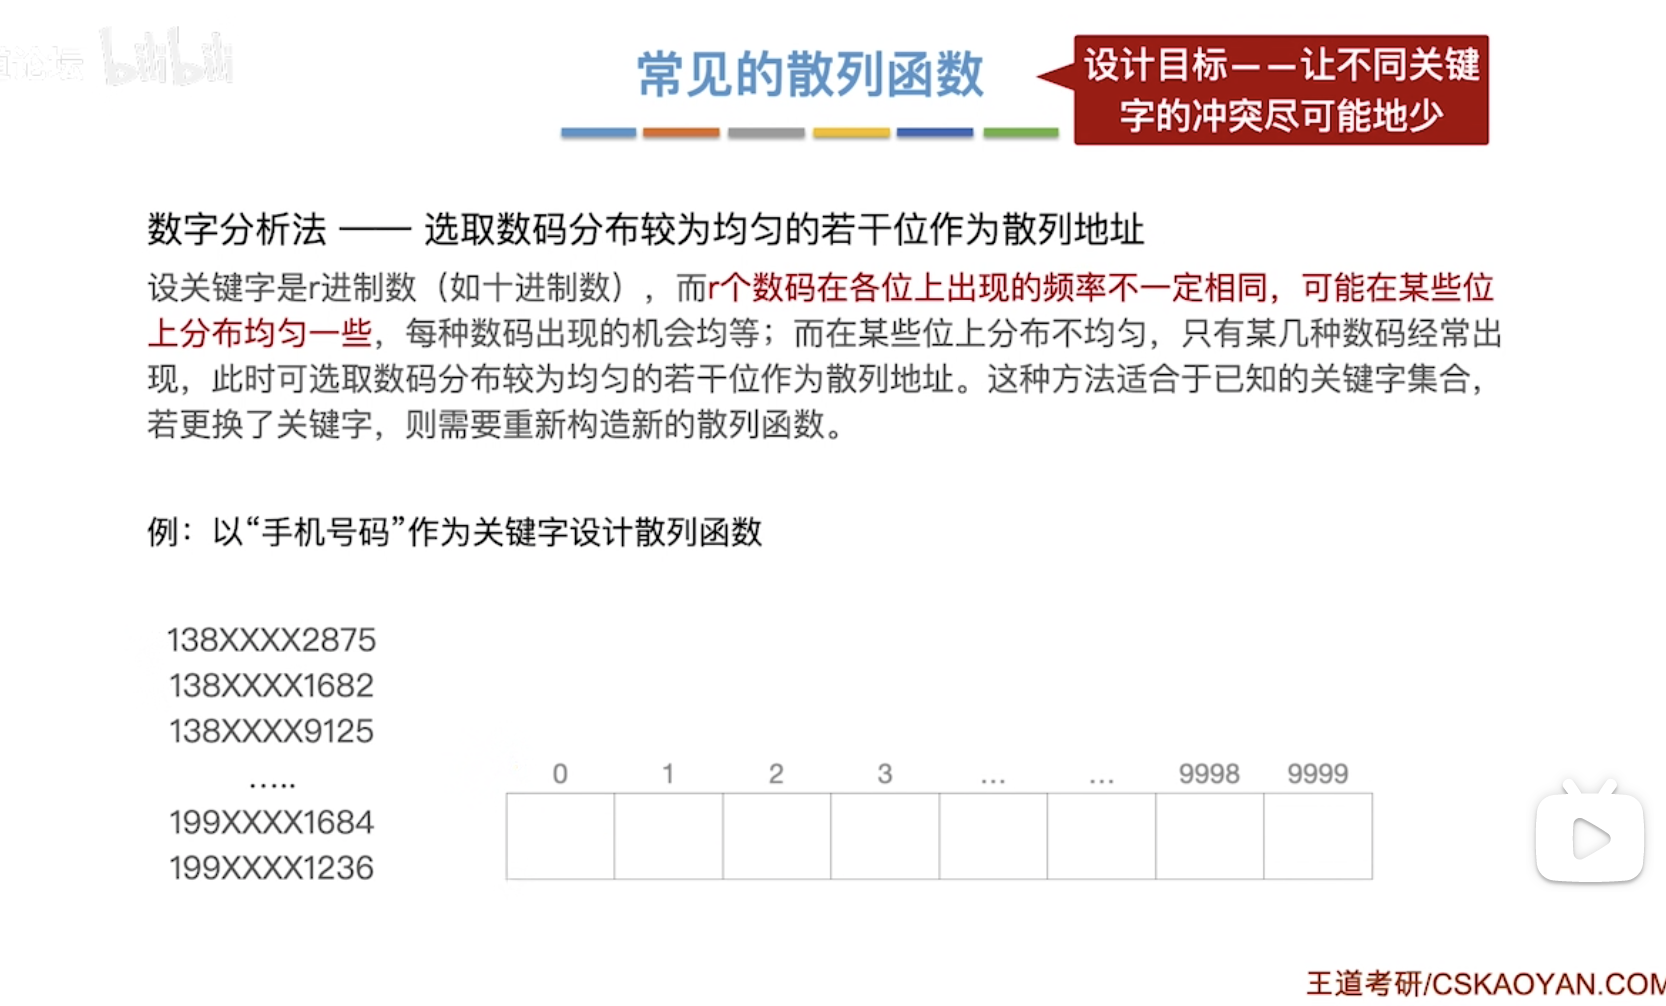 bilibili
常见的散列函数
设计目标——让不同关键
字的冲突尽可能地少
数字分析法 —— 选取数码分布较为均匀的若干位作为散列地址
设关键字是r进制数（如十进制数），而r个数码在各位上出现的频率不一定相同，可能在某些位
上分布均匀一些，每种数码出现的机会均等；而在某些位上分布不均匀，只有某几种数码经常出
现，此时可选取数码分布较为均匀的若干位作为散列地址。这种方法适合于已知的关键字集合，
若更换了关键字，则需要重新构造新的散列函数。
例：以“手机号码”作为关键字设计散列函数
138XXXX2875
138XXXX1682
138XXXX9125
.....
199XXXX1684
199XXXX1236
0 1 2 3 ... ... 9998 9999
王道考研/CSKAOYAN.COM